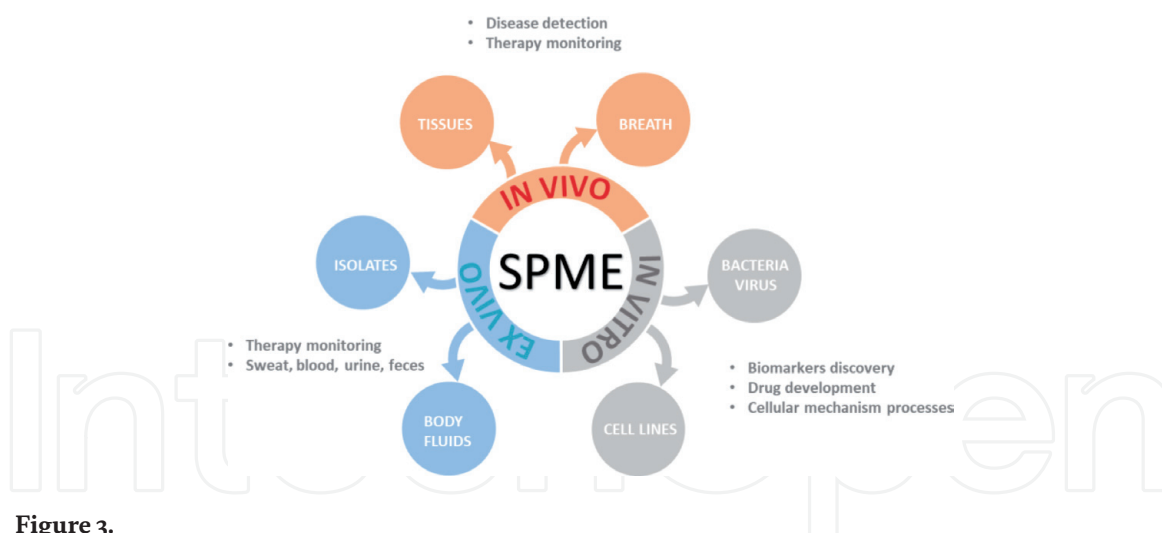 • Disease detection
• Therapy monitoring
TISSUES
BREATH
IN VIVO
ISOLATES
SPME
BACTERIA
VIRUS
EX VIVO
IN VITRO
• Therapy monitoring
• Sweat, blood, urine, feces
• Biomarkers discovery
• Drug development
• Cellular mechanism processes
BODY
FLUIDS
CELL LINES
IntechOpen
Figure 3.